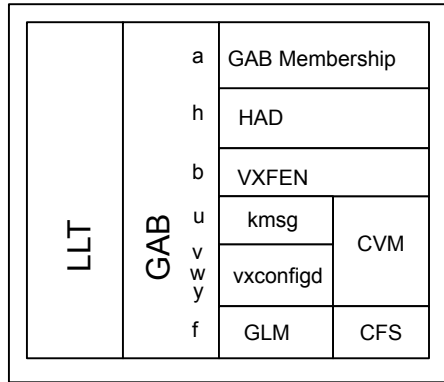 LLT
GAB
a GAB Membership
h HAD
b VXFEN
u kmsg
CVM
v
w vxconfigd
y
f GLM CFS